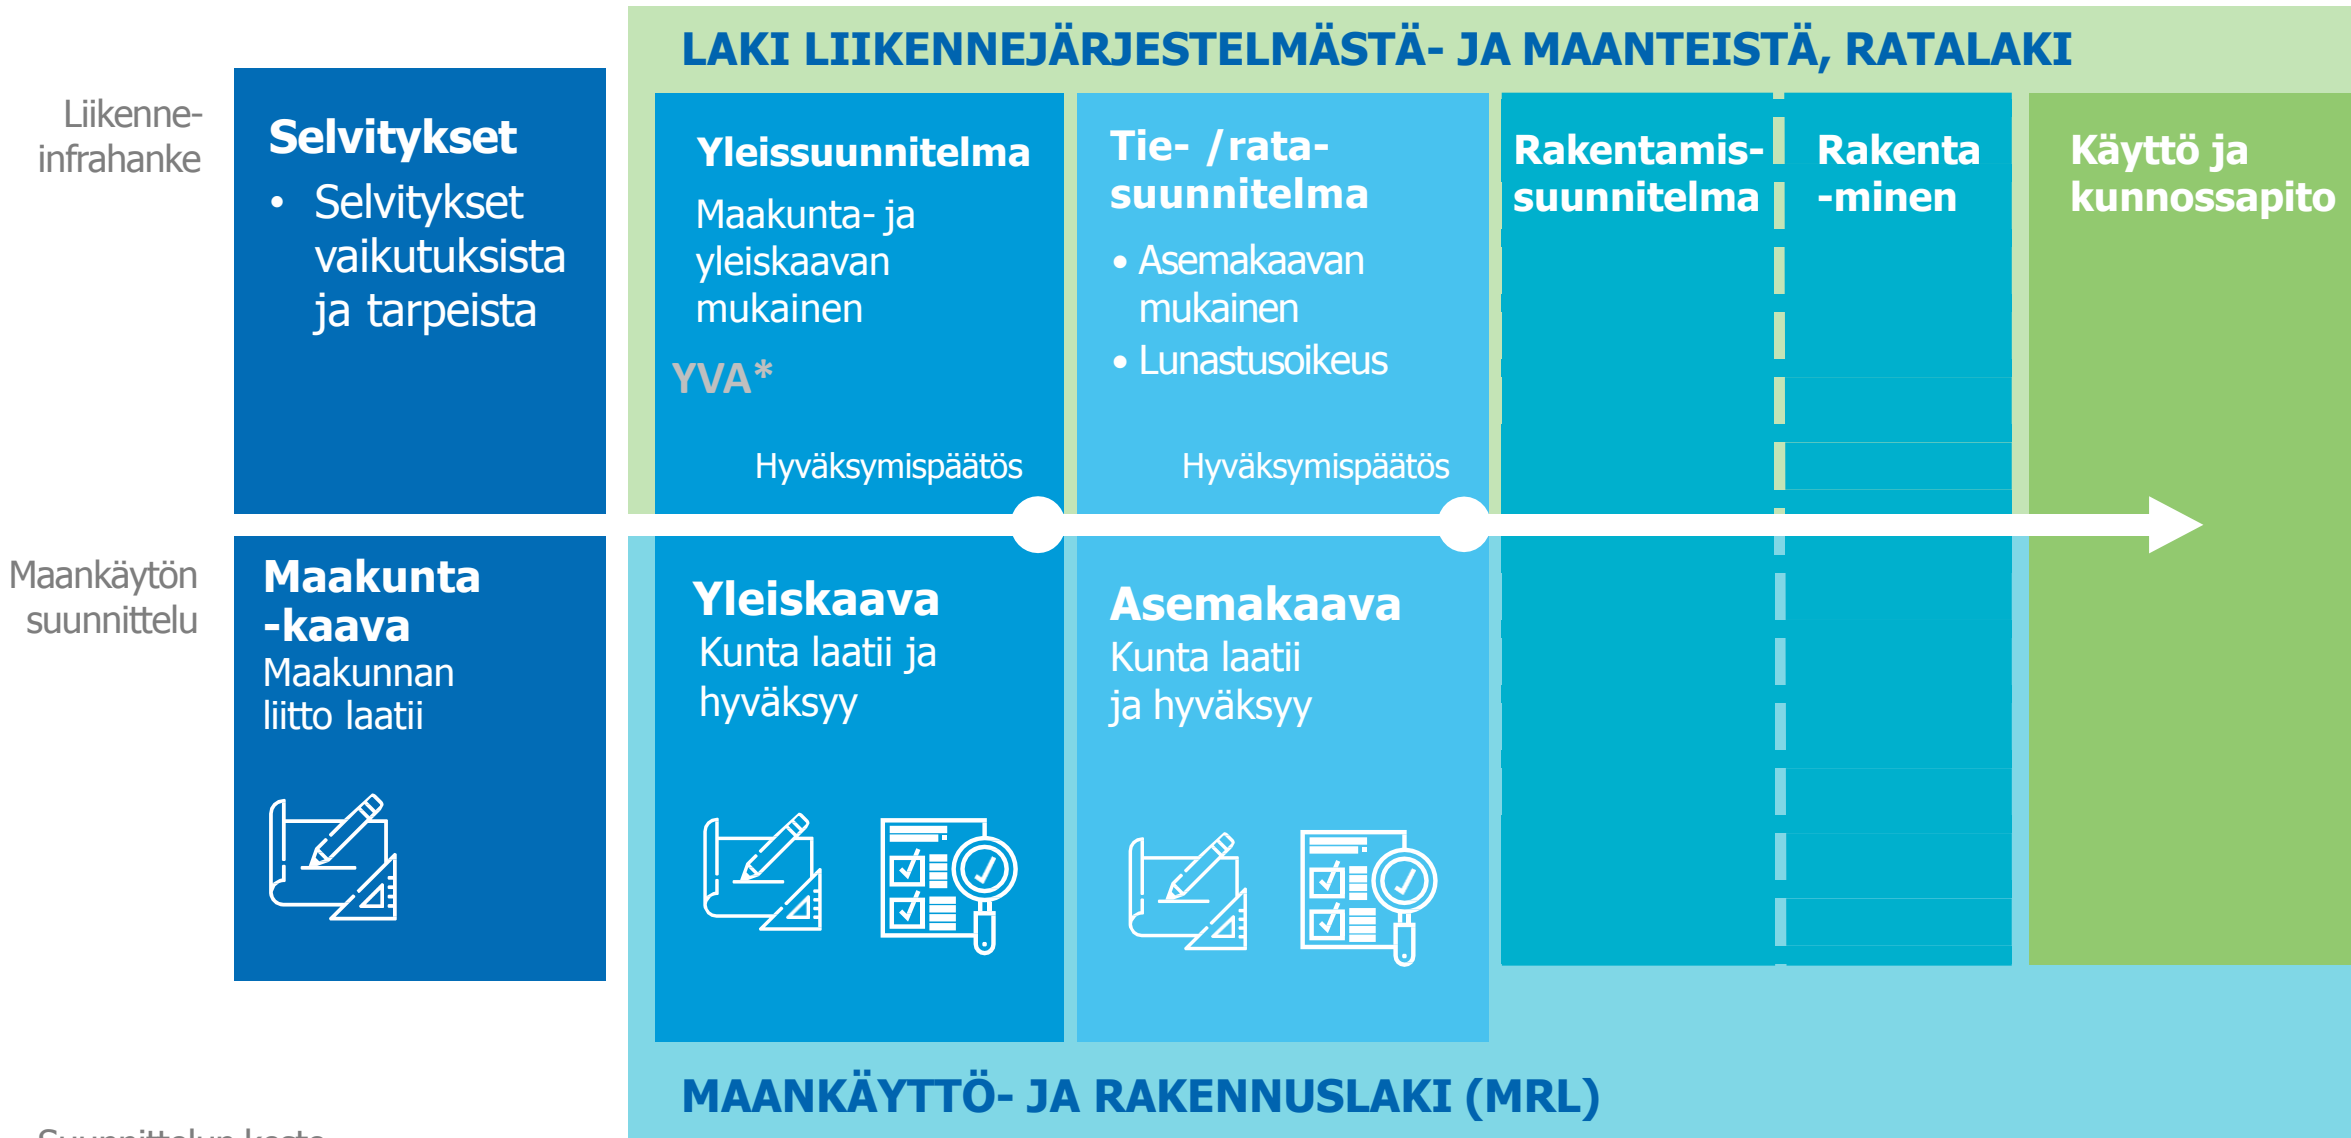 LAKI LIIKENNEJÄRJESTELMÄSTÄ- JA MAANTEISTÄ, RATALAKI
Liikenne-
infrahanke
Selvitykset
• Selvitykset
vaikutuksista
ja tarpeista
Yleissuunnitelma
Maakunta- ja
yleiskaavan
mukainen
YVA*
Hyväksymispäätös
Tie- /rata-
suunnitelma
• Asemakaavan
mukainen
• Lunastusoikeus
Hyväksymispäätös
Rakentamis-
suunnitelma
Rakenta
-minen
Käyttö ja
kunnossapito
Maankäytön
suunnittelu
Maakunta
-kaava
Maakunnan
liitto laatii
Yleiskaava
Kunta laatii ja
hyväksyy
Asemakaava
Kunta laatii
ja hyväksyy
MAANKÄYTTÖ- JA RAKENNUSLAKI (MRL)
Suunnittelun kesto